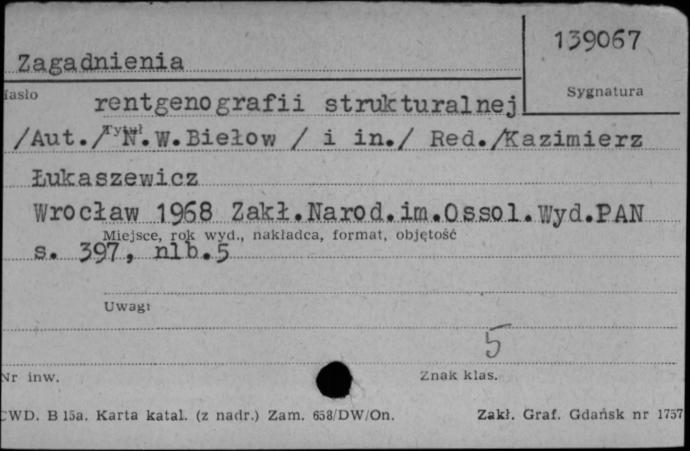 139067
Zagadnienia
Sygnatura
rentgenografii strukturalnej
/Aut./ N.W.Biełow / i in./ Red./Kazimierz
Tytuł
Łukaszewicz
Wrocław 1968 Zakł.Narod.im.Ossol.Wyd.PAN
Miejsce, rok wyd., nakładca, format, objętość
s. 397, nlb.5
Uwagi
5
Nr inw.
Znak klas.
CWD. B 15a. Karta katal. (z nadr.) Zam. 658/DW/On.
Zakł. Graf. Gdańsk nr 1757